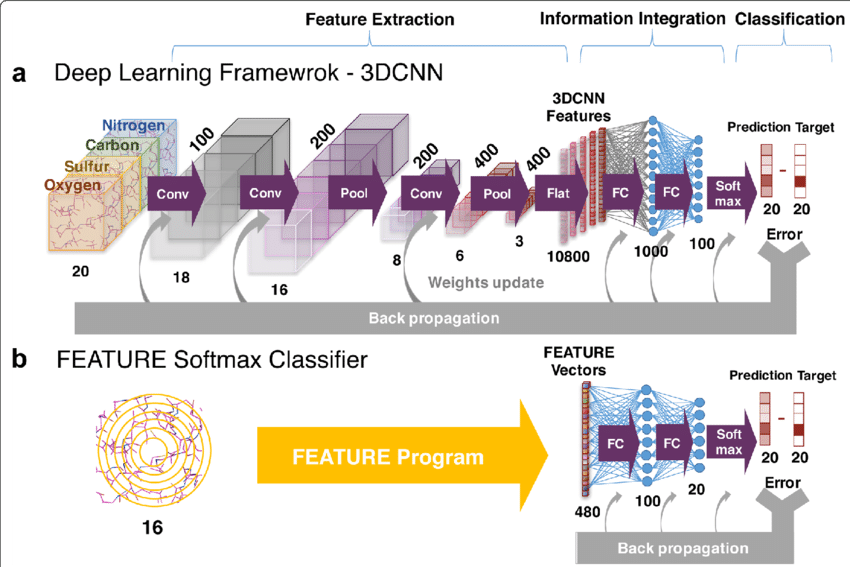 Feature Extraction
Information Integration
Classification
a
Deep Learning Framewrok - 3DCNN
Nitrogen
Carbon
Sulfur
Oxygen
20
Conv
100
18
Conv
200
16
Pool
8
Conv
200
6
Pool
400
3
400
Flat
3DCNN
Features
10800
FC
1000
FC
100
Soft
max
Prediction Target
-
20
20
Error
Weights update
Back propagation
b
FEATURE Softmax Classifier
16
FEATURE Program
FEATURE
Vectors
480
FC
100
FC
20
Soft
max
Prediction Target
-
20
20
Error
Back propagation